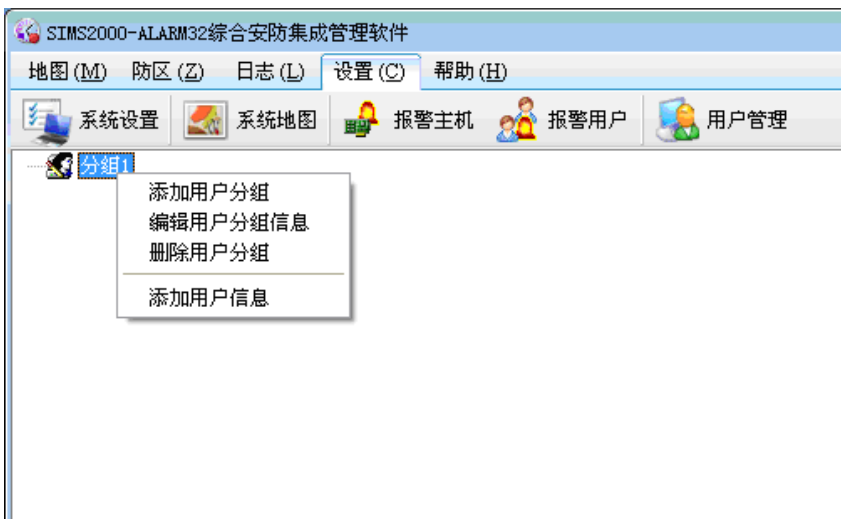 SIMS2000-ALARM32综合安防集成管理软件
地图(M) 防区(Z) 日志(L) 设置(C) 帮助(H)
系统设置 系统地图 报警主机 报警用户 用户管理
分组1
添加用户分组
编辑用户分组信息
删除用户分组
添加用户信息